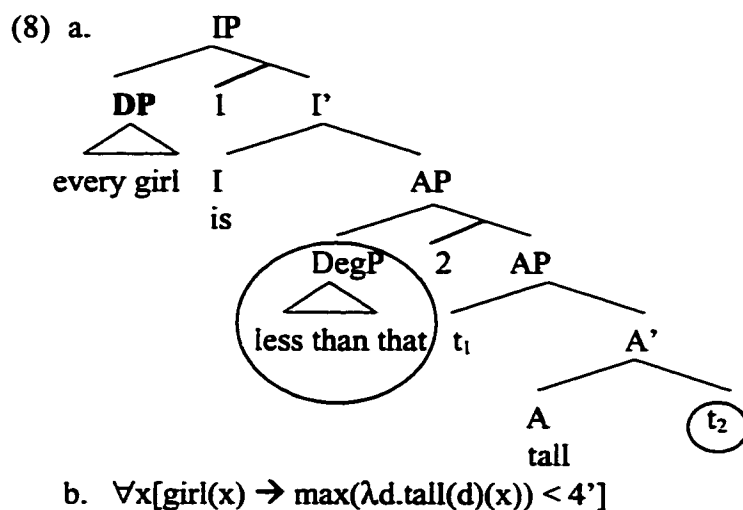 (8) a. IP
DP 1 I'
every girl I AP
is
DegP 2 AP
less than that t₁ A'
A t₂
tall
b. ∀x[girl(x) → max(λd.tall(d)(x)) < 4']